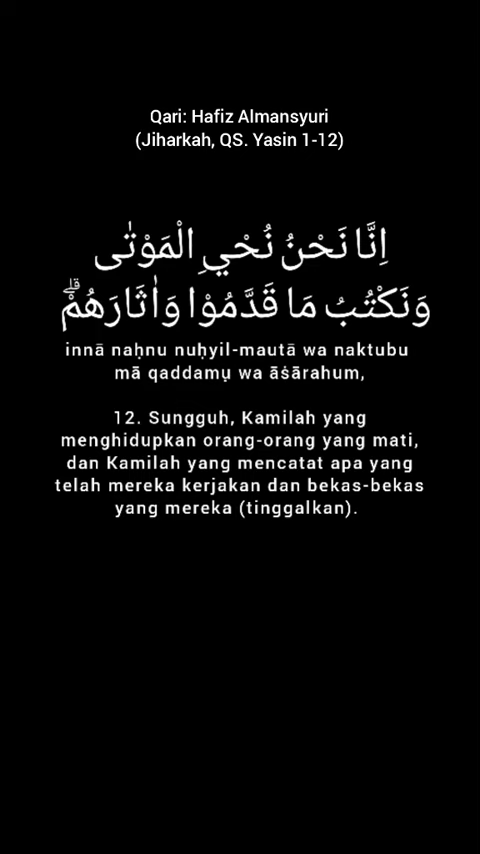 Qari: Hafiz Almansyuri
(Jiharkah, QS. Yasin 1-12)
اِنَّا نَحْنُ نُحْيِ الْمَوْتٰى
وَنَكْتُبُ مَا قَدَّمُوْا وَاٰثَارَهُمْۗ
innā naḥnu nuḥyil-mautā wa naktubu
mā qaddamụ wa āṡārahum,
12. Sungguh, Kamilah yang
menghidupkan orang-orang yang mati,
dan Kamilah yang mencatat apa yang
telah mereka kerjakan dan bekas-bekas
yang mereka (tinggalkan).